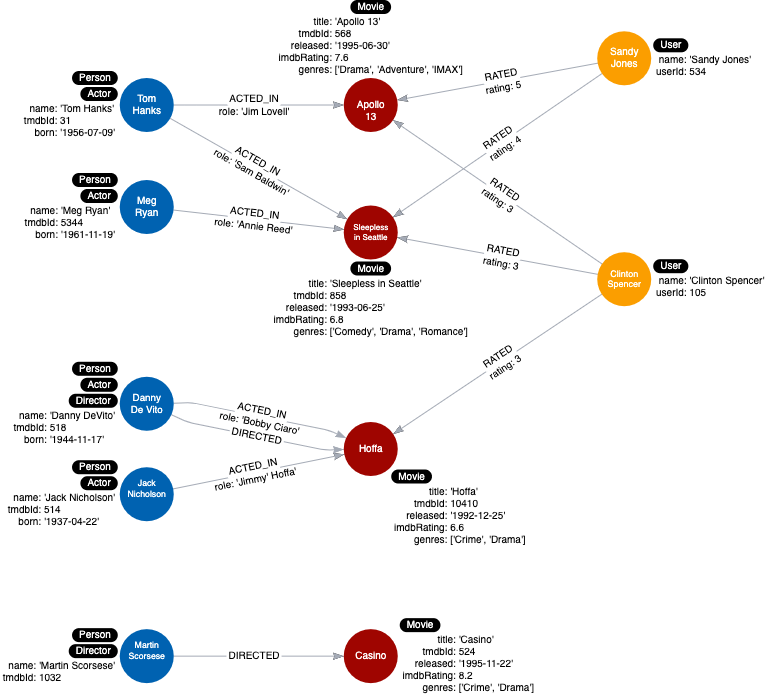 Movie
title: 'Apollo 13'
tmdbId: 568
released: '1995-06-30'
imdbRating: 7.6
genres: ['Drama', 'Adventure', 'IMAX']
Sandy
Jones
User
name: 'Sandy Jones'
userId: 534
Person
Actor
name: 'Tom Hanks'
tmdbId: 31
born: '1956-07-09'
Tom
Hanks
ACTED_IN
role: 'Jim Lovell'
Apollo
13
RATED
rating: 5
ACTED_IN
role: 'Sam Baldwin'
RATED
rating: 4
Person
Actor
name: 'Meg Ryan'
tmdbId: 5344
born: '1961-11-19'
Meg
Ryan
ACTED_IN
role: 'Annie Reed'
Sleepless
in Seattle
RATED
rating: 3
RATED
rating: 3
Movie
title: 'Sleepless in Seattle'
tmdbId: 858
released: '1993-06-25'
imdbRating: 6.8
genres: ['Comedy', 'Drama', 'Romance']
Clinton
Spencer
User
name: 'Clinton Spencer'
userId: 105
RATED
rating: 3
Person
Actor
Director
name: 'Danny DeVito'
tmdbId: 518
born: '1944-11-17'
Danny
De Vito
ACTED_IN
role: 'Bobby Ciaro'
DIRECTED
Hoffa
Person
Actor
name: 'Jack Nicholson'
tmdbId: 514
born: '1937-04-22'
Jack
Nicholson
ACTED_IN
role: 'Jimmy' Hoffa'
Movie
title: 'Hoffa'
tmdbId: 10410
released: '1992-12-25'
imdbRating: 6.6
genres: ['Crime', 'Drama']
Person
Director
name: 'Martin Scorsese'
tmdbId: 1032
Martin
Scorsese
DIRECTED
Casino
Movie
title: 'Casino'
tmdbId: 524
released: '1995-11-22'
imdbRating: 8.2
genres: ['Crime', 'Drama']